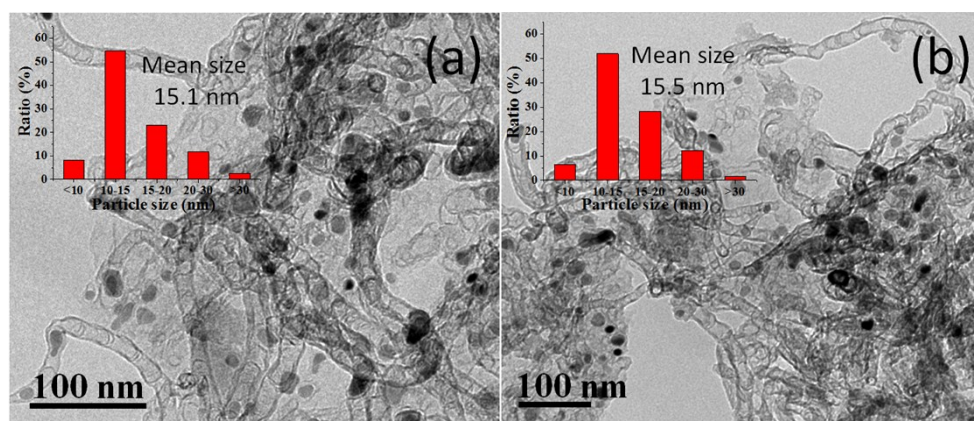 (a)
Mean size
15.1 nm
Ratio (%)
60
50
40
30
20
10
0
<10 10-15 15-20 20-30 >30
Particle size (nm)
100 nm
(b)
Mean size
15.5 nm
Ratio (%)
60
50
40
30
20
10
0
<10 10-15 15-20 20-30 >30
Particle size (nm)
100 nm